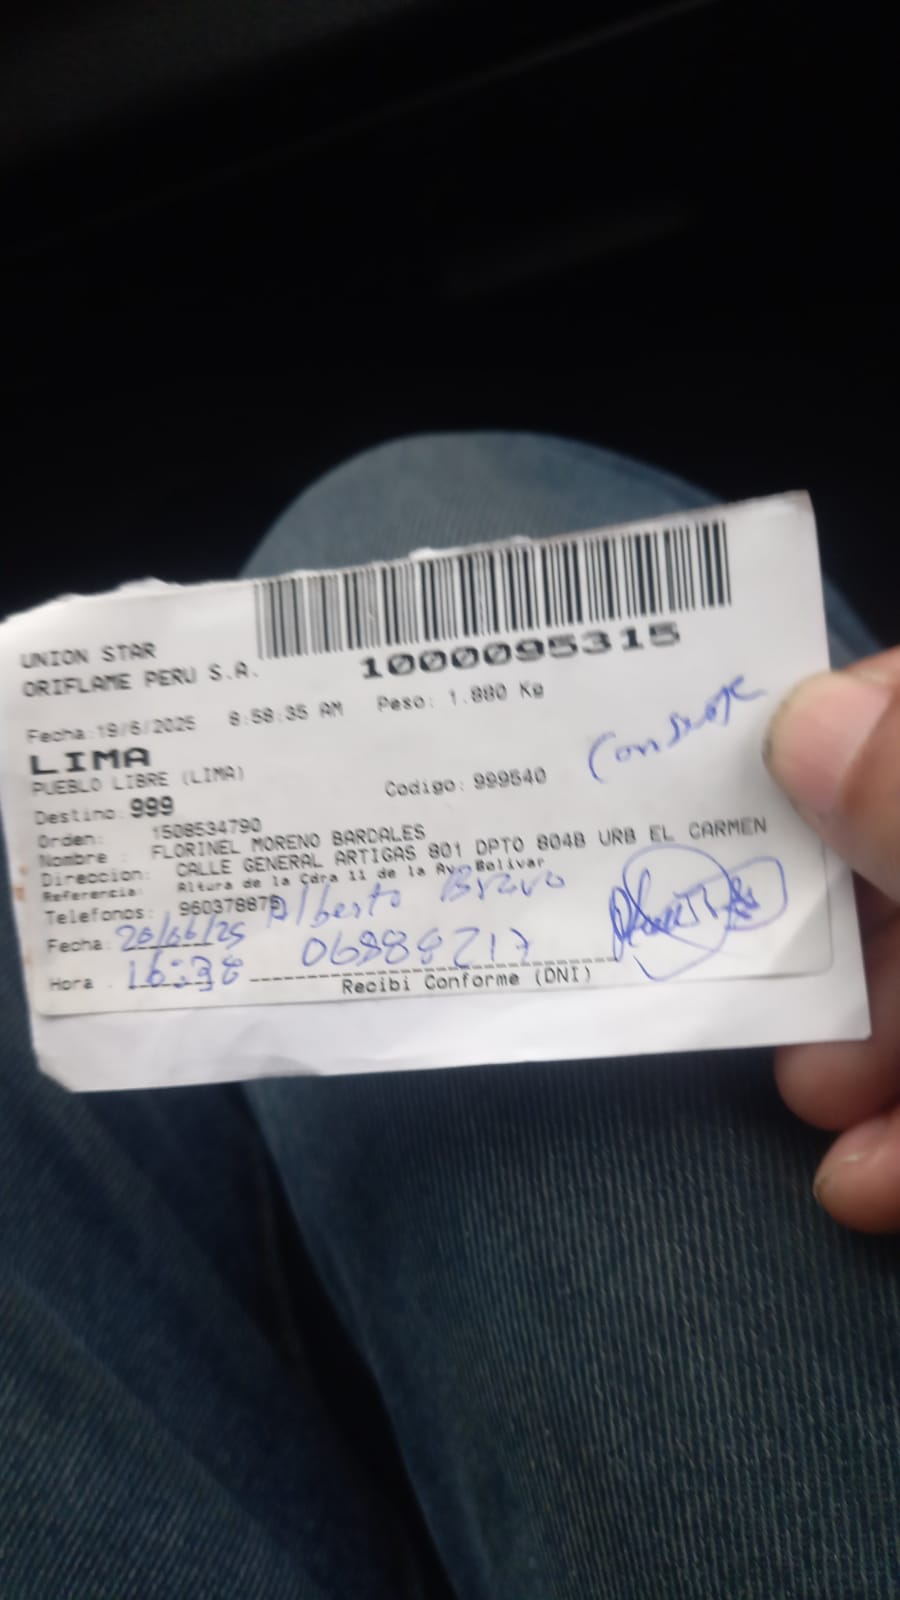 UNION STAR
ORIFLAME PERU S.A.
1000095315
Fecha:19/6/2025 8:58:35 AM Peso: 1.880 Kg
LIMA
PUEBLO LIBRE (LIMA)
Destino: 999 Codigo: 999540
Orden: 1508534790
Nombre : FLORINEL MORENO BARDALES
Direccion: CALLE GENERAL ARTIGAS 801 DPTO 804B URB EL CARMEN
Referencia: Altura de la Cdra 11 de la Av. Bolivar
Telefonos: 960378875 Alberto Bravo
Fecha: 20/06/25
Hora : 16:38 06888217
Recibi Conforme (DNI)